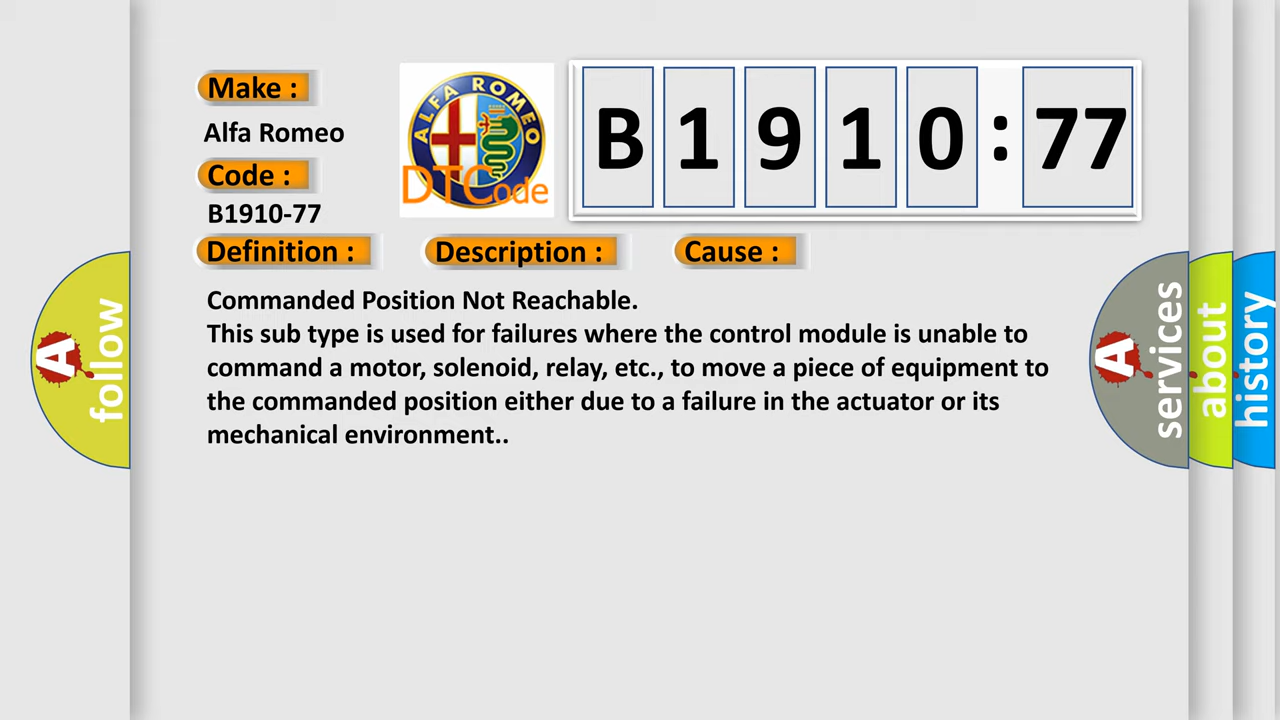 Make :
Alfa Romeo
Code :
B1910-77
ALFA ROMEO
DTCode
B 1 9 1 0 : 77
Definition :
Description :
Cause :
Commanded Position Not Reachable.
This sub type is used for failures where the control module is unable to
command a motor, solenoid, relay, etc., to move a piece of equipment to
the commanded position either due to a failure in the actuator or its
mechanical environment..
A
follow
A
services
about
history